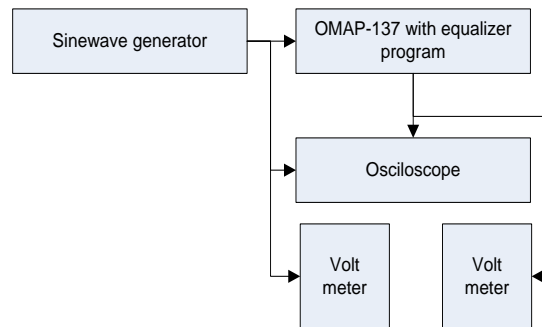 Sinewave generator
OMAP-137 with equalizer
program
Osciloscope
Volt
meter
Volt
meter